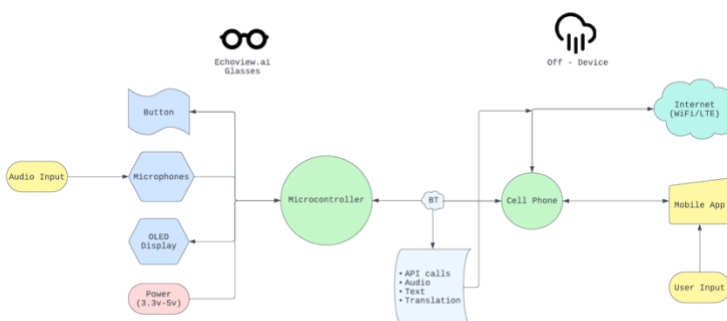 Echoview.ai
Glasses
Off - Device
Button
Internet
(WiFi/LTE)
Audio Input
Microphones
Microcontroller
BT
Cell Phone
Mobile App
OLED
Display
• API calls
• Audio
• Text
• Translation
Power
(3.3v-5v)
User Input